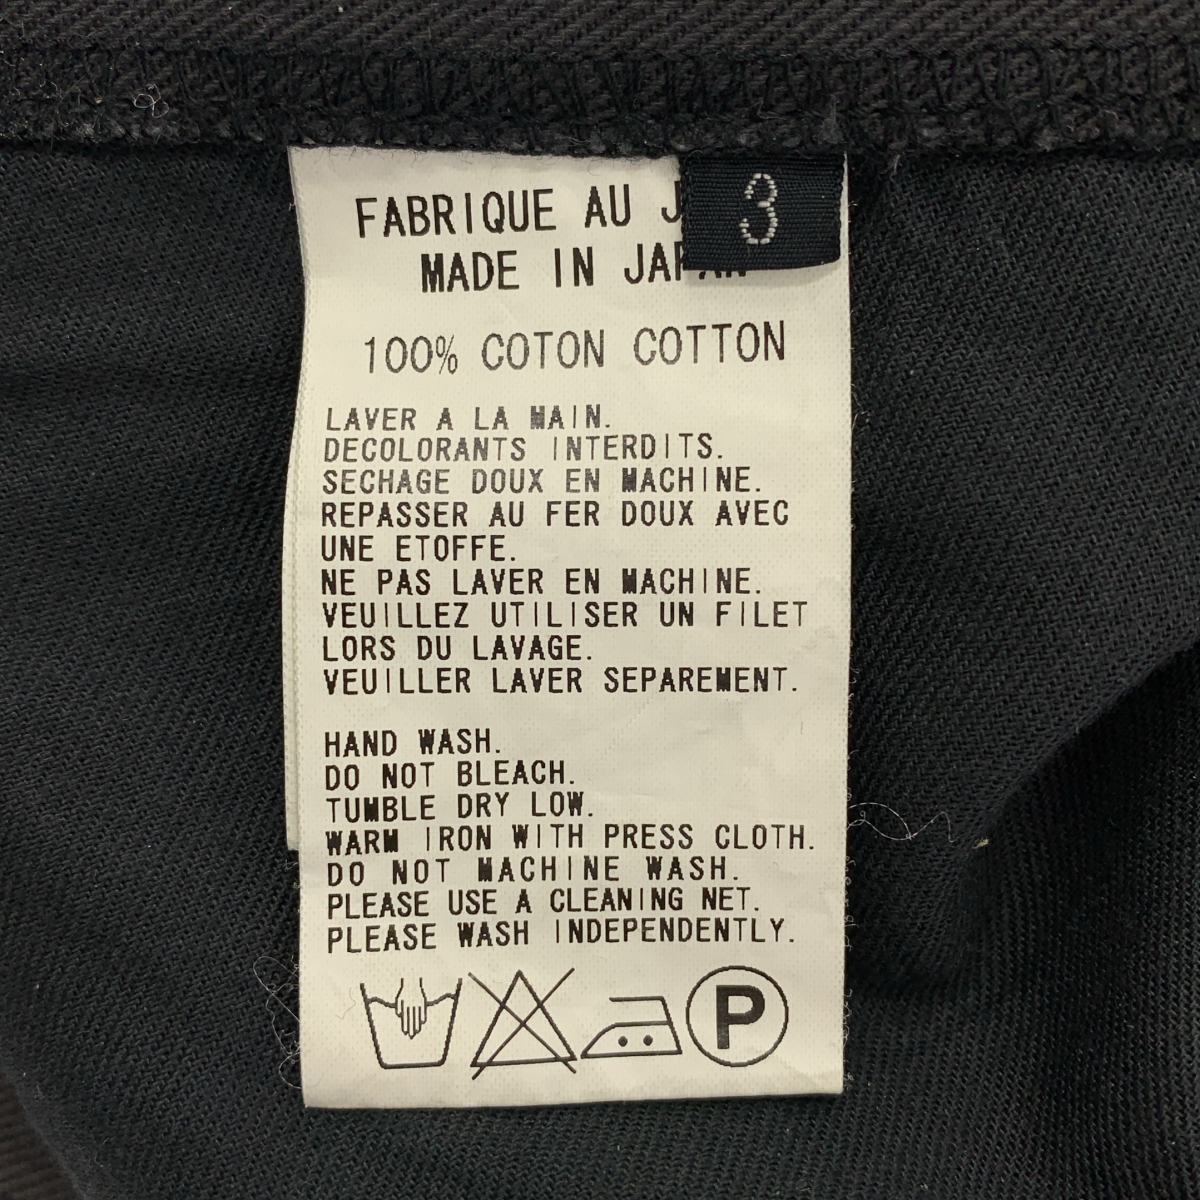 3
FABRIQUE AU
MADE IN JAPAN
100% COTON COTTON
LAVER A LA MAIN.
DECOLORANTS INTERDITS.
SECHAGE DOUX EN MACHINE.
REPASSER AU FER DOUX AVEC
UNE ETOFFE.
NE PAS LAVER EN MACHINE.
VEUILLEZ UTILISER UN FILET
LORS DU LAVAGE.
VEUILLER LAVER SEPAREMENT.
HAND WASH.
DO NOT BLEACH.
TUMBLE DRY LOW.
WARM IRON WITH PRESS CLOTH.
DO NOT MACHINE WASH.
PLEASE USE A CLEANING NET.
PLEASE WASH INDEPENDENTLY.
P